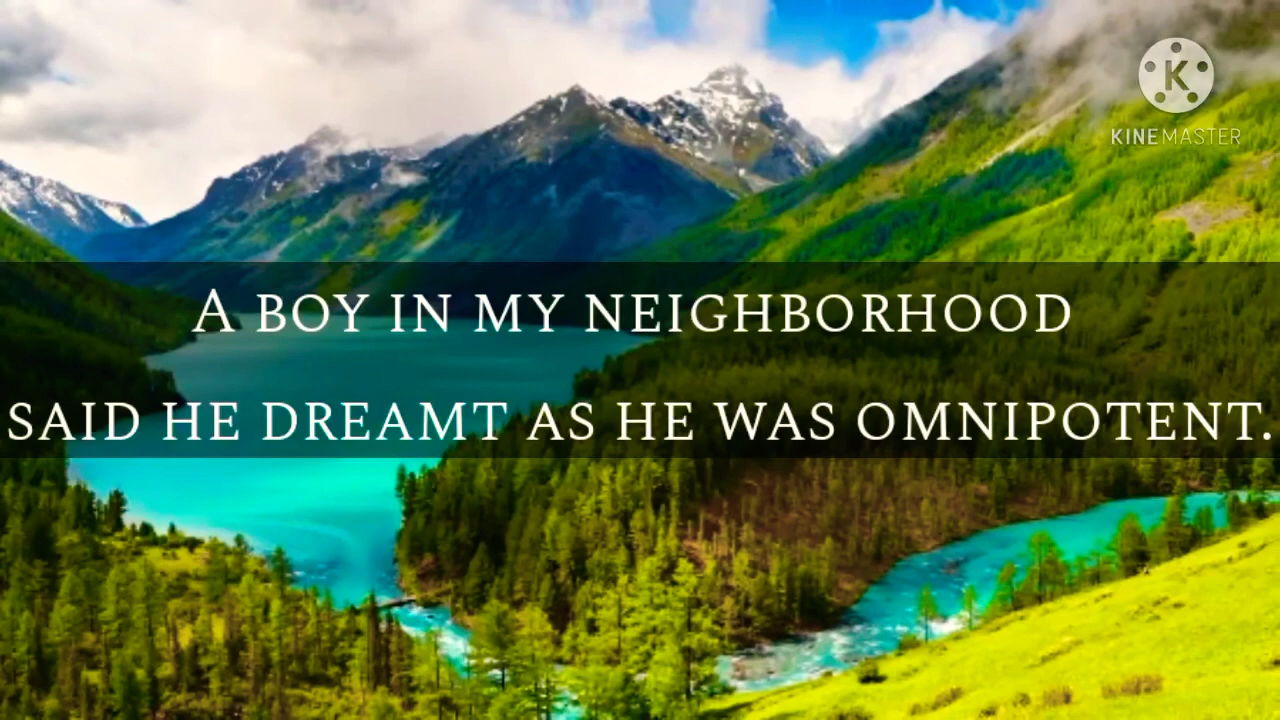 K
KINEMASTER
A BOY IN MY NEIGHBORHOOD
SAID HE DREAMT AS HE WAS OMNIPOTENT.